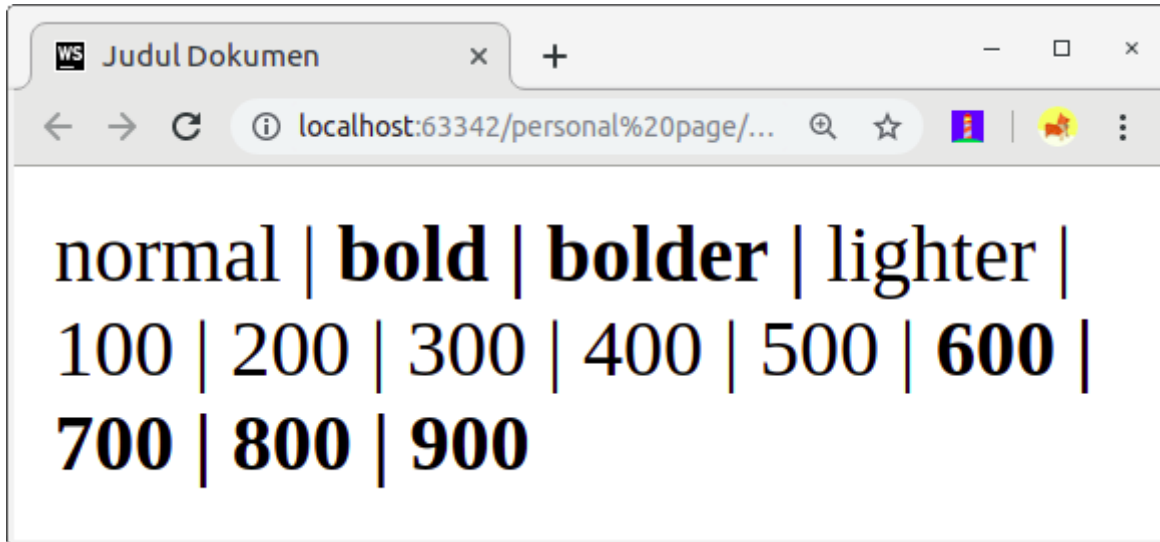 WS Judul Dokumen
localhost:63342/personal%20page/...
normal | bold | bolder | lighter |
100 | 200 | 300 | 400 | 500 | 600 |
700 | 800 | 900